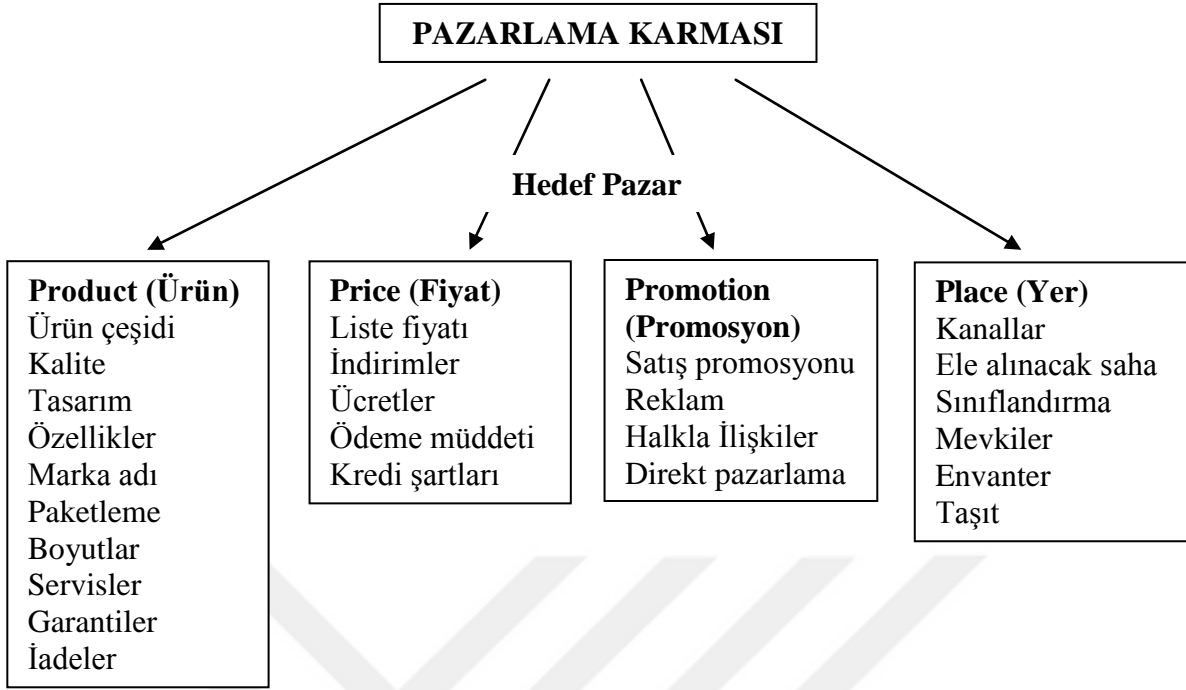 PAZARLAMA KARMASI
Hedef Pazar
Product (Ürün)
Ürün çeşidi
Kalite
Tasarım
Özellikler
Marka adı
Paketleme
Boyutlar
Servisler
Garantiler
İadeler
Price (Fiyat)
Liste fiyatı
İndirimler
Ücretler
Ödeme müddeti
Kredi şartları
Promotion
(Promosyon)
Satış promosyonu
Reklam
Halkla İlişkiler
Direkt pazarlama
Place (Yer)
Kanallar
Ele alınacak saha
Sınıflandırma
Mevkiler
Envanter
Taşıt